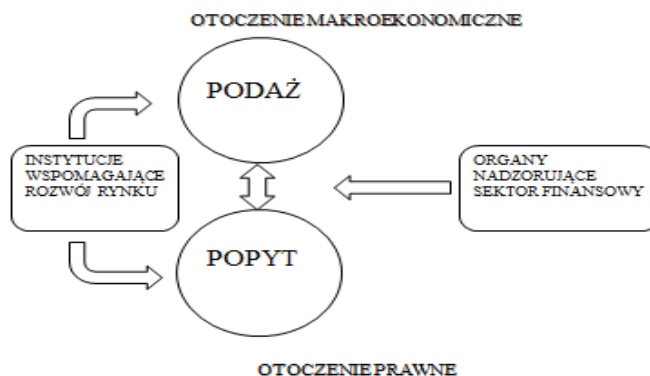 OTOCZENIE MAKROEKONOMICZNE
PODAŻ
INSTYTUCJE
WSPOMAGAJĄCE
ROZWÓJ RYNKU
ORGANY
NADZORUJĄCE
SEKTOR FINANSOWY
POPYT
OTOCZENIE PRAWNE